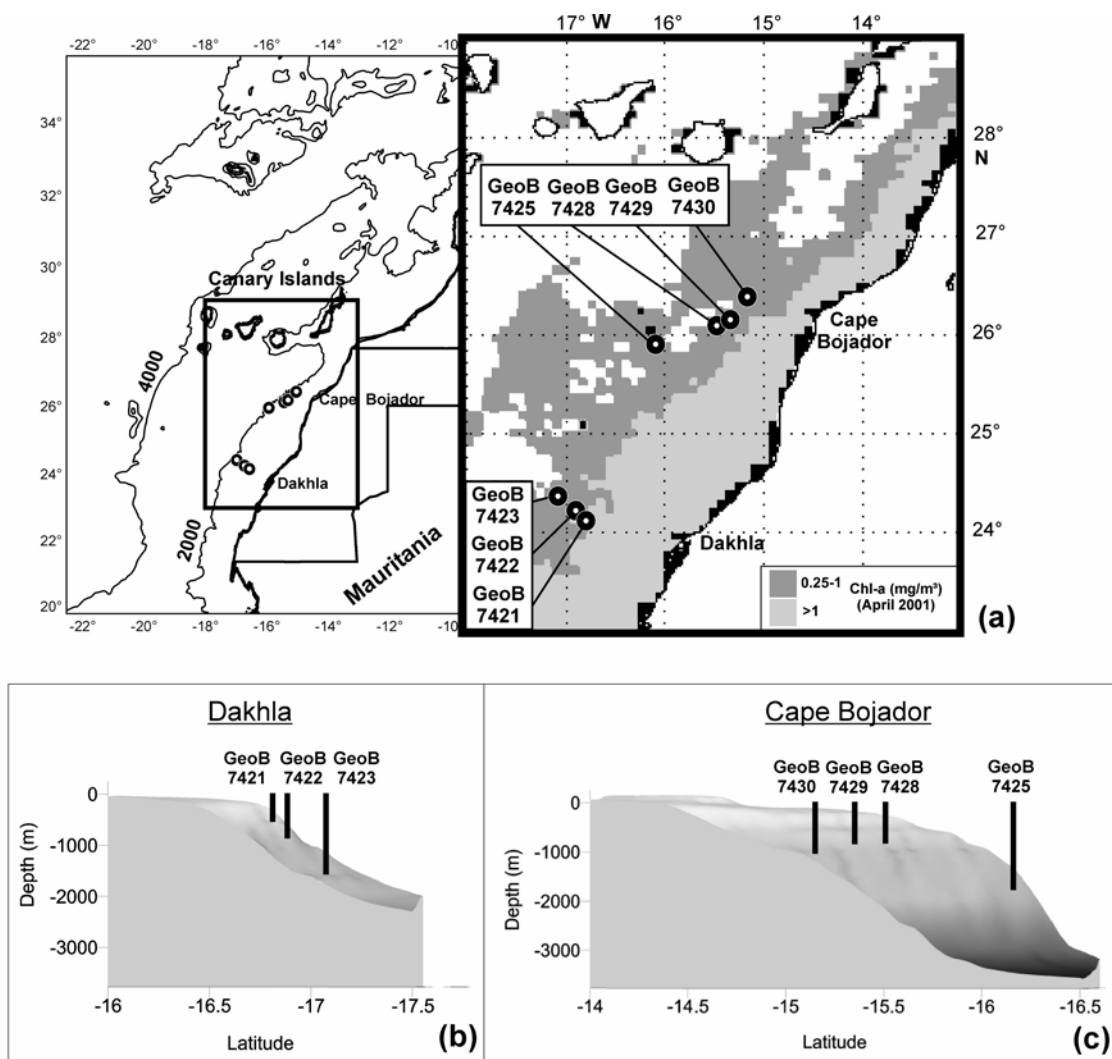 -22° -20° -18° -16° -14° -12° -10°
34°
32°
30°
28°
26°
24°
22°
20°
Canary Islands
4000
2000
Cape Bojador
Dakhla
Mauritania
-22° -20° -18° -16° -14° -12° -10°
17° W 16° 15° 14°
28°
N
27°
26°
25°
24°
GeoB GeoB GeoB GeoB
7425 7428 7429 7430
Cape
Bojador
GeoB
7423
GeoB
7422
GeoB
7421
Dakhla
0.25-1
>1
Chl-a (mg/m³)
(April 2001)
(a)
Dakhla
GeoB GeoB GeoB
7421 7422 7423
Depth (m)
0
-1000
-2000
-3000
-16 -16.5 -17 -17.5
Latitude
(b)
Cape Bojador
GeoB GeoB GeoB GeoB
7430 7429 7428 7425
Depth (m)
0
-1000
-2000
-3000
-14 -14.5 -15 -15.5 -16 -16.5
Latitude
(c)